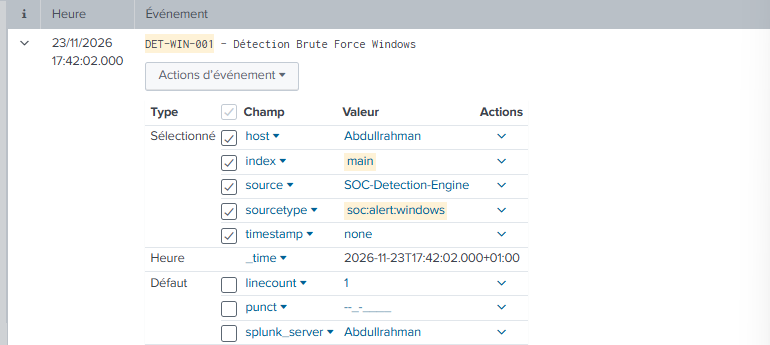 i Heure Événement
23/11/2026 DET-WIN-001 - Détection Brute Force Windows
17:42:02.000
Actions d'événement
Type Champ Valeur Actions
Sélectionné host Abdullrahman
index main
source SOC-Detection-Engine
sourcetype soc:alert:windows
timestamp none
Heure _time 2026-11-23T17:42:02.000+01:00
Défaut linecount 1
punct --_-_____
splunk_server Abdullrahman